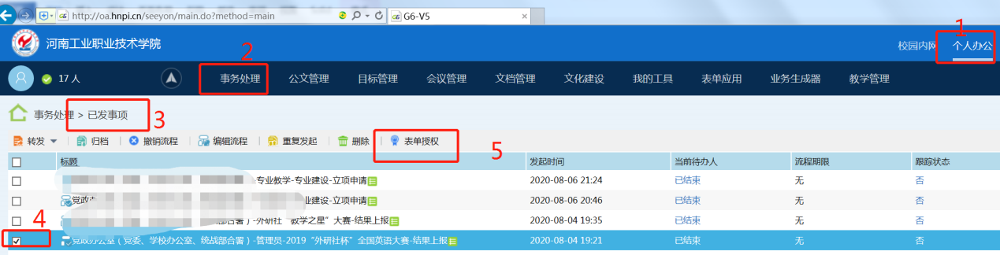 http://oa.hnpi.cn/seeyon/main.do?method=main G6-V5 ×
河南工业职业技术学院 校园内网 个人办公 1
17人 事务处理 2 公文管理 目标管理 会议管理 文档管理 文化建设 我的工具 表单应用 业务生成器 教学管理
事务处理 > 已发事项 3
转发 归档 撤销流程 编辑流程 重复发起 删除 表单授权 5
标题 发起时间 当前待办人 流程期限 跟踪状态
专业教学-专业建设-立项申请 2020-08-06 21:24 已结束 无 否
党政 业建设-立项申请 2020-08-06 20:46 已结束 无 否
合署）-外研社“教学之星”大赛-结果上报 2020-08-04 19:35 已结束 无 否
4 党政办公室（党委、学校办公室、统战部合署）-管理员-2019“外研社杯”全国英语大赛-结果上报 2020-08-04 19:21 已结束 无 否